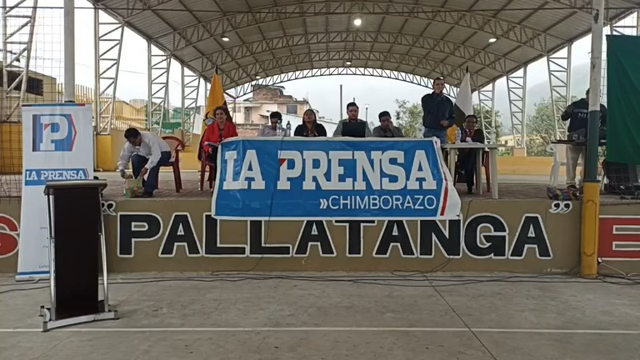 P
LA PRENSA
LA PRENSA
»CHIMBORAZO
S "PALLATANGA" E